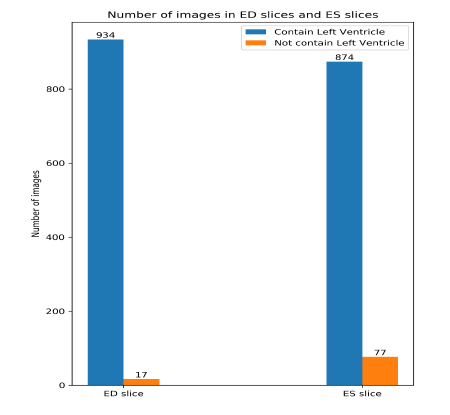 Number of images in ED slices and ES slices
Contain Left Ventricle
Not contain Left Ventricle
934
874
77
17
800
600
400
200
0
Number of images
ED slice
ES slice